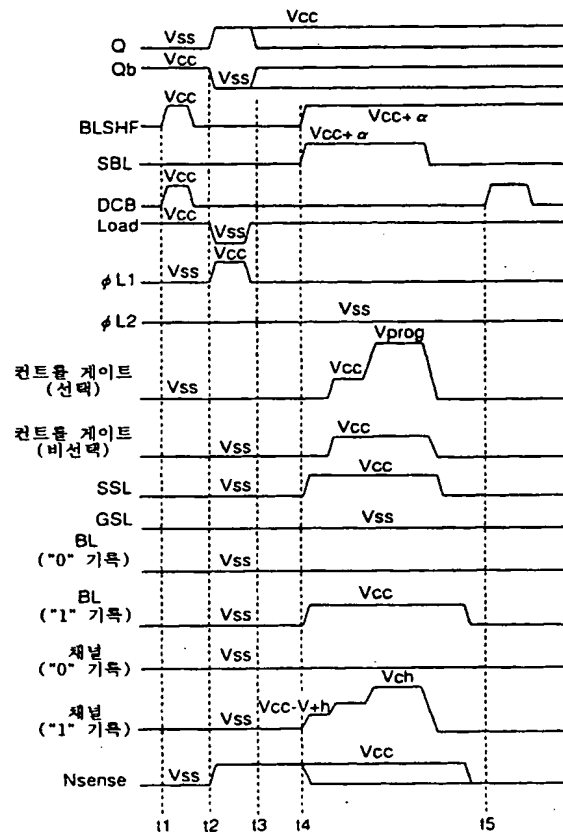 Vcc
Q
Vss
Vcc
Qb
Vss
Vcc
BLSHF
Vcc+ α
SBL
Vcc+ α
Vcc
DCB
Vcc
Load
Vss
Vcc
φL1
Vss
φL2
Vss
Vprog
컨트롤 게이트
(선택)
Vss
Vcc
컨트롤 게이트
(비선택)
Vss
Vcc
SSL
Vss
Vcc
GSL
Vss
BL
("0" 기록)
Vss
BL
("1" 기록)
Vss
Vcc
채널
("0" 기록)
Vss
채널
("1" 기록)
Vss
Vcc-V+h
Vch
Nsense
Vss
Vcc
t1 t2 t3 t4 t5